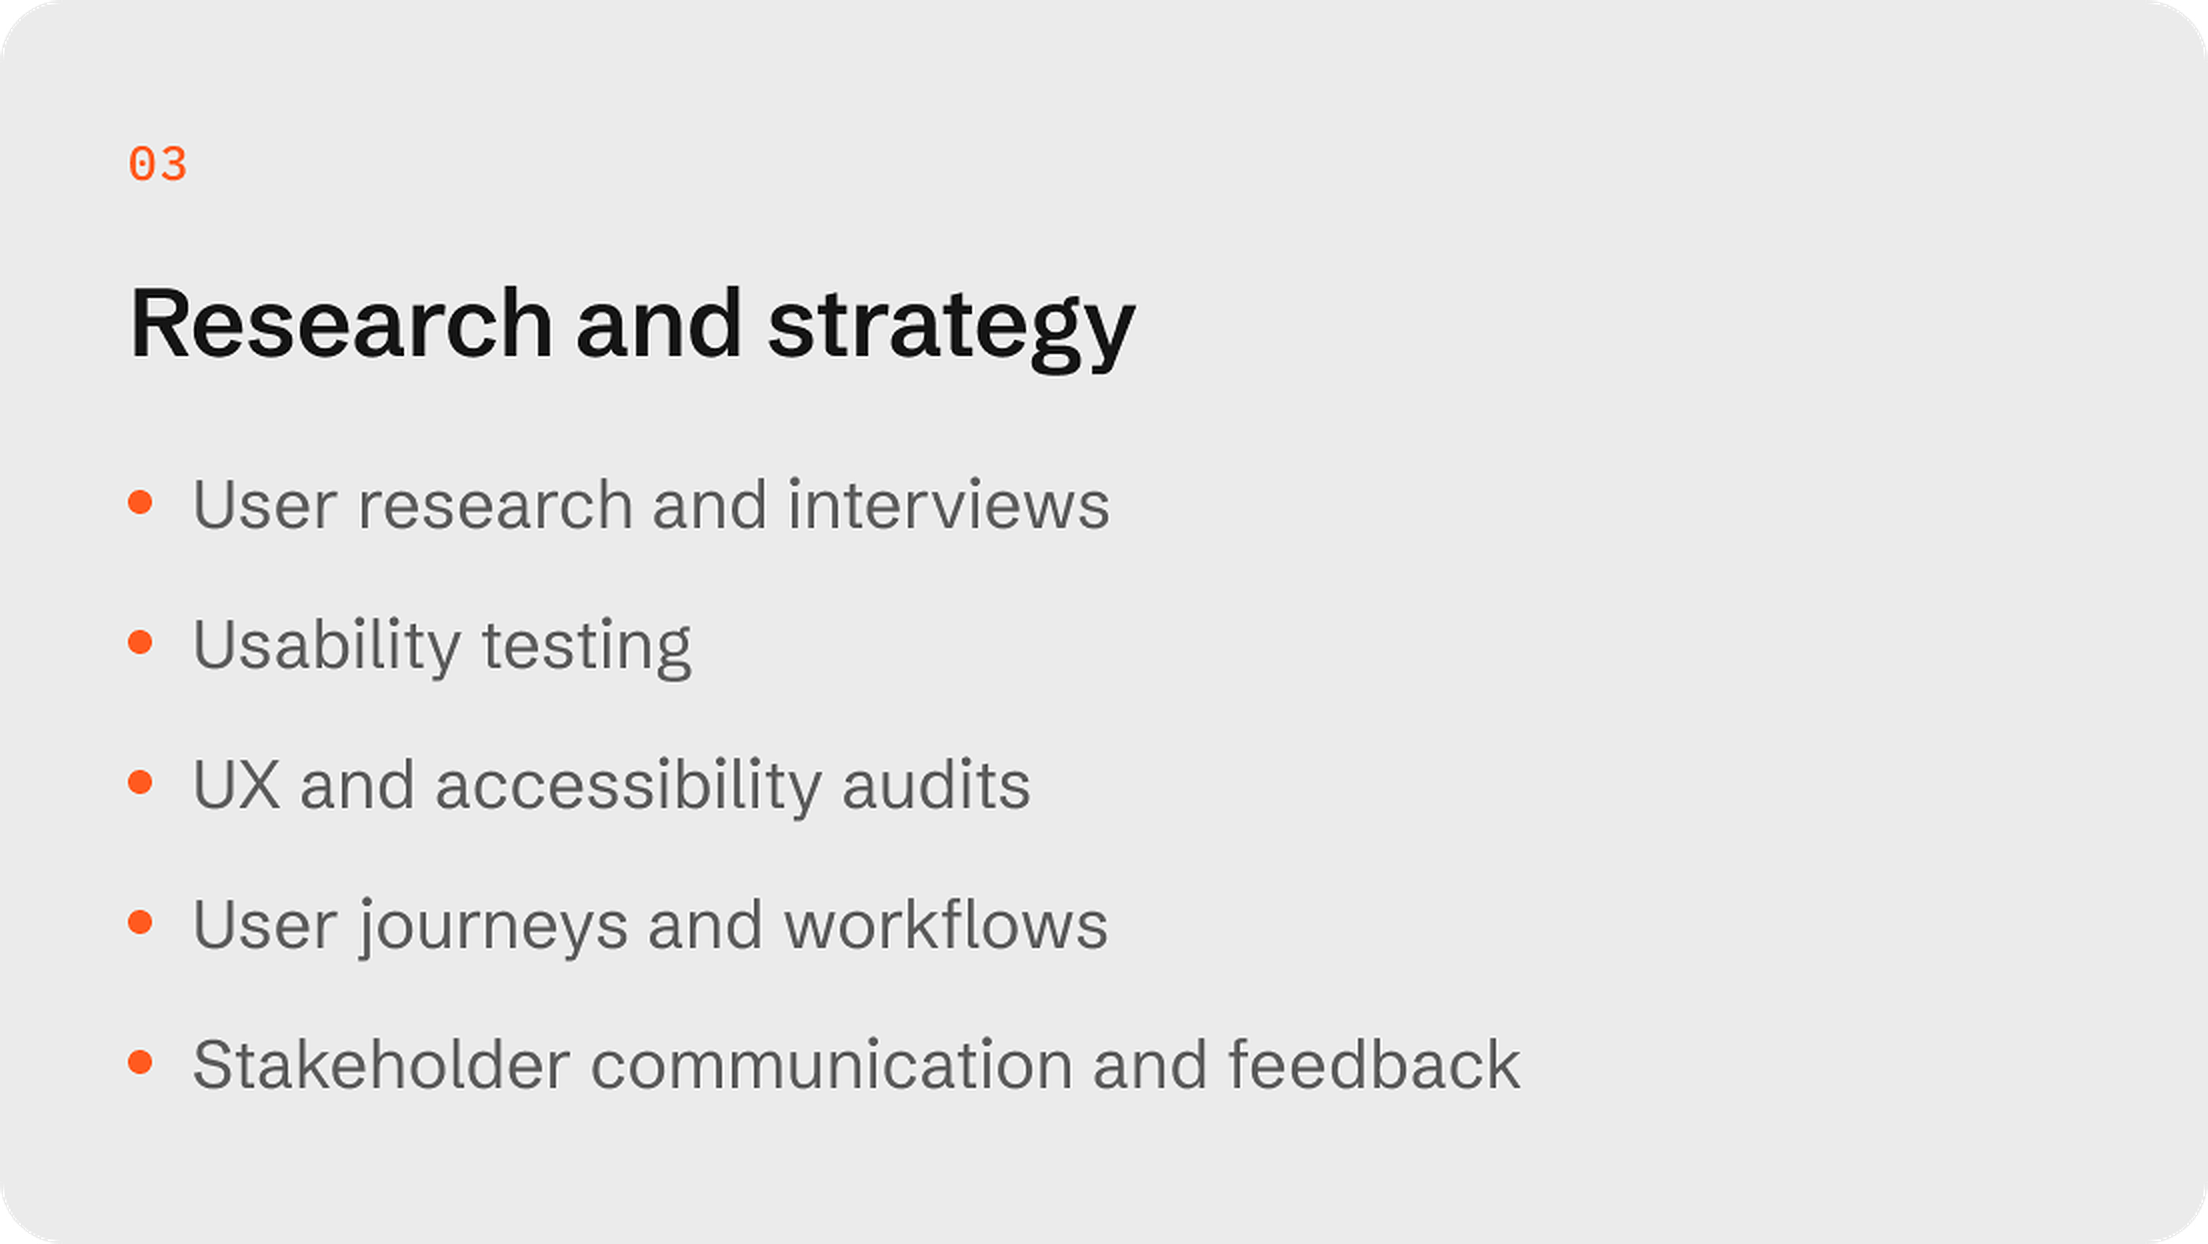 03
Research and strategy
User research and interviews
Usability testing
UX and accessibility audits
User journeys and workflows
Stakeholder communication and feedback